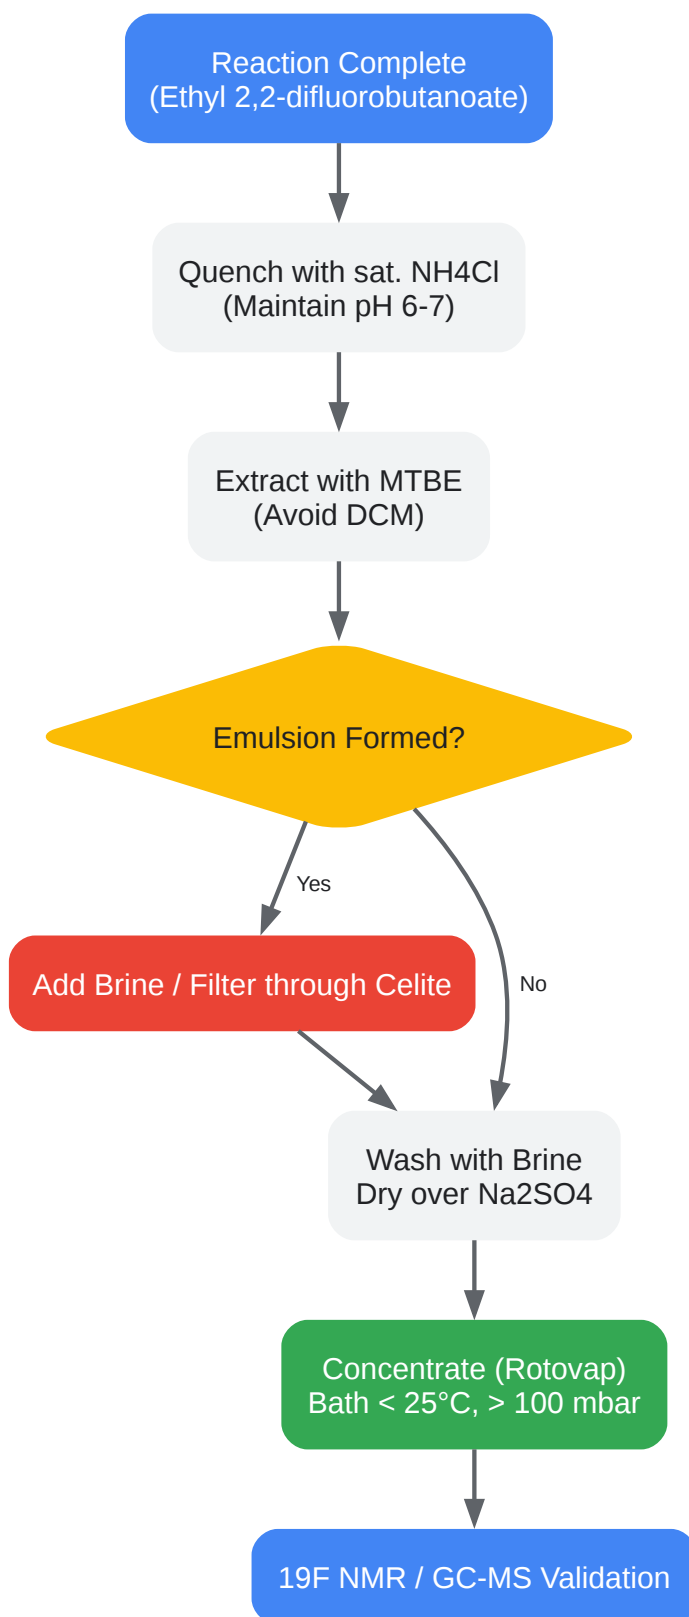 Reaction Complete
(Ethyl 2,2-difluorobutanoate)
Quench with sat. NH4Cl
(Maintain pH 6-7)
Extract with MTBE
(Avoid DCM)
Emulsion Formed?
Yes
Add Brine / Filter through Celite
No
Wash with Brine
Dry over Na2SO4
Concentrate (Rotovap)
Bath < 25°C, > 100 mbar
19F NMR / GC-MS Validation